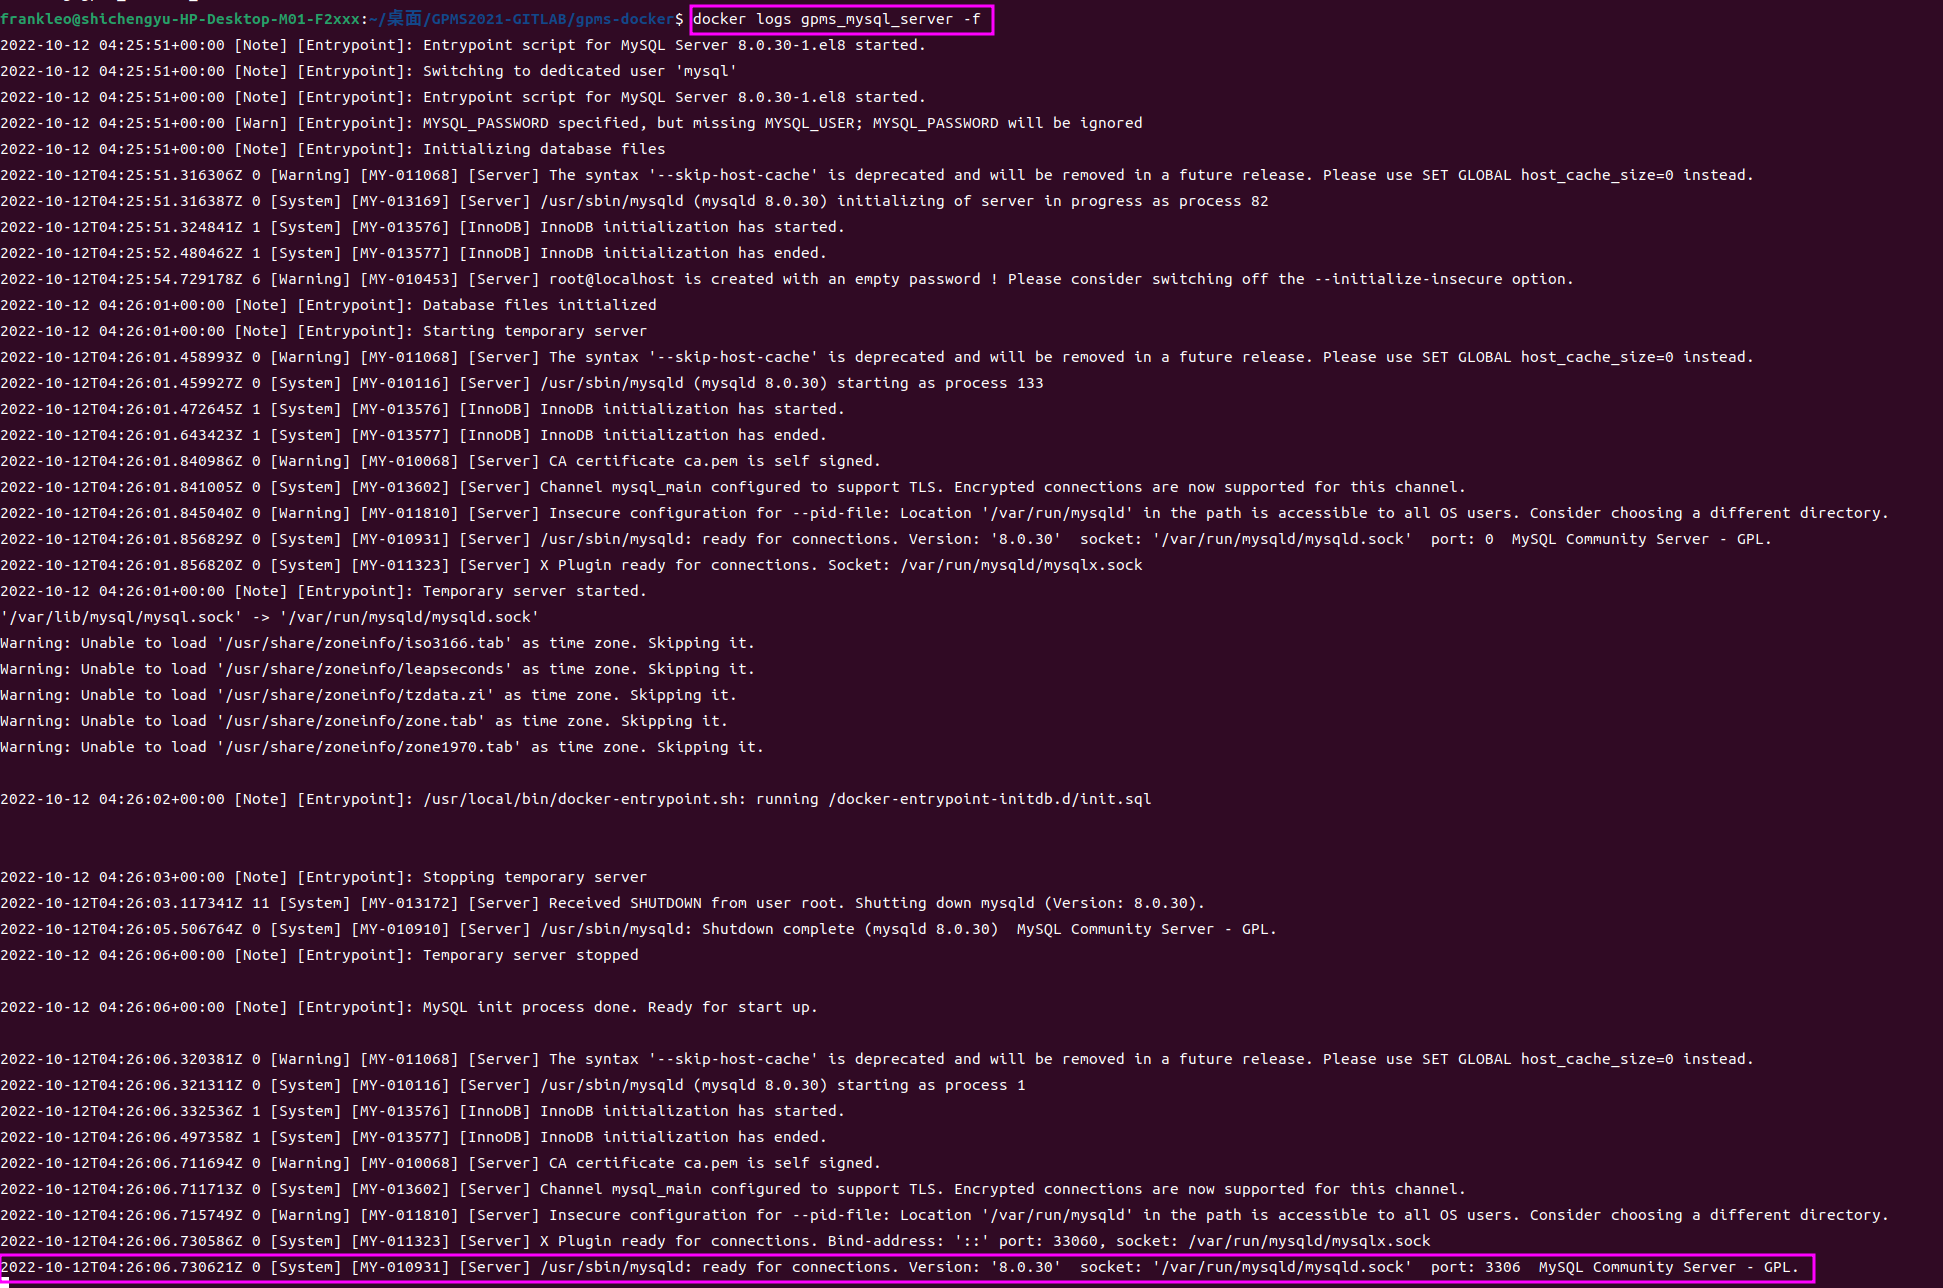 frankleo@shichengyu-HP-Desktop-M01-F2xxx:~/桌面/GPMS2021-GITLAB/gpms-docker$ docker logs gpms_mysql_server -f
2022-10-12 04:25:51+00:00 [Note] [Entrypoint]: Entrypoint script for MySQL Server 8.0.30-1.el8 started.
2022-10-12 04:25:51+00:00 [Note] [Entrypoint]: Switching to dedicated user 'mysql'
2022-10-12 04:25:51+00:00 [Note] [Entrypoint]: Entrypoint script for MySQL Server 8.0.30-1.el8 started.
2022-10-12 04:25:51+00:00 [Warn] [Entrypoint]: MYSQL_PASSWORD specified, but missing MYSQL_USER; MYSQL_PASSWORD will be ignored
2022-10-12 04:25:51+00:00 [Note] [Entrypoint]: Initializing database files
2022-10-12T04:25:51.316306Z 0 [Warning] [MY-011068] [Server] The syntax '--skip-host-cache' is deprecated and will be removed in a future release. Please use SET GLOBAL host_cache_size=0 instead.
2022-10-12T04:25:51.316387Z 0 [System] [MY-013169] [Server] /usr/sbin/mysqld (mysqld 8.0.30) initializing of server in progress as process 82
2022-10-12T04:25:51.324841Z 1 [System] [MY-013576] [InnoDB] InnoDB initialization has started.
2022-10-12T04:25:52.480462Z 1 [System] [MY-013577] [InnoDB] InnoDB initialization has ended.
2022-10-12T04:25:54.729178Z 6 [Warning] [MY-010453] [Server] root@localhost is created with an empty password ! Please consider switching off the --initialize-insecure option.
2022-10-12 04:26:01+00:00 [Note] [Entrypoint]: Database files initialized
2022-10-12 04:26:01+00:00 [Note] [Entrypoint]: Starting temporary server
2022-10-12T04:26:01.458993Z 0 [Warning] [MY-011068] [Server] The syntax '--skip-host-cache' is deprecated and will be removed in a future release. Please use SET GLOBAL host_cache_size=0 instead.
2022-10-12T04:26:01.459927Z 0 [System] [MY-010116] [Server] /usr/sbin/mysqld (mysqld 8.0.30) starting as process 133
2022-10-12T04:26:01.472645Z 1 [System] [MY-013576] [InnoDB] InnoDB initialization has started.
2022-10-12T04:26:01.643423Z 1 [System] [MY-013577] [InnoDB] InnoDB initialization has ended.
2022-10-12T04:26:01.840986Z 0 [Warning] [MY-010068] [Server] CA certificate ca.pem is self signed.
2022-10-12T04:26:01.841005Z 0 [System] [MY-013602] [Server] Channel mysql_main configured to support TLS. Encrypted connections are now supported for this channel.
2022-10-12T04:26:01.845040Z 0 [Warning] [MY-011810] [Server] Insecure configuration for --pid-file: Location '/var/run/mysqld' in the path is accessible to all OS users. Consider choosing a different directory.
2022-10-12T04:26:01.856829Z 0 [System] [MY-010931] [Server] /usr/sbin/mysqld: ready for connections. Version: '8.0.30'  socket: '/var/run/mysqld/mysqld.sock'  port: 0  MySQL Community Server - GPL.
2022-10-12T04:26:01.856820Z 0 [System] [MY-011323] [Server] X Plugin ready for connections. Socket: /var/run/mysqld/mysqlx.sock
2022-10-12 04:26:01+00:00 [Note] [Entrypoint]: Temporary server started.
'/var/lib/mysql/mysql.sock' -> '/var/run/mysqld/mysqld.sock'
Warning: Unable to load '/usr/share/zoneinfo/iso3166.tab' as time zone. Skipping it.
Warning: Unable to load '/usr/share/zoneinfo/leapseconds' as time zone. Skipping it.
Warning: Unable to load '/usr/share/zoneinfo/tzdata.zi' as time zone. Skipping it.
Warning: Unable to load '/usr/share/zoneinfo/zone.tab' as time zone. Skipping it.
Warning: Unable to load '/usr/share/zoneinfo/zone1970.tab' as time zone. Skipping it.
2022-10-12 04:26:02+00:00 [Note] [Entrypoint]: /usr/local/bin/docker-entrypoint.sh: running /docker-entrypoint-initdb.d/init.sql
2022-10-12 04:26:03+00:00 [Note] [Entrypoint]: Stopping temporary server
2022-10-12T04:26:03.117341Z 11 [System] [MY-013172] [Server] Received SHUTDOWN from user root. Shutting down mysqld (Version: 8.0.30).
2022-10-12T04:26:05.506764Z 0 [System] [MY-010910] [Server] /usr/sbin/mysqld: Shutdown complete (mysqld 8.0.30)  MySQL Community Server - GPL.
2022-10-12 04:26:06+00:00 [Note] [Entrypoint]: Temporary server stopped
2022-10-12 04:26:06+00:00 [Note] [Entrypoint]: MySQL init process done. Ready for start up.
2022-10-12T04:26:06.320381Z 0 [Warning] [MY-011068] [Server] The syntax '--skip-host-cache' is deprecated and will be removed in a future release. Please use SET GLOBAL host_cache_size=0 instead.
2022-10-12T04:26:06.321311Z 0 [System] [MY-010116] [Server] /usr/sbin/mysqld (mysqld 8.0.30) starting as process 1
2022-10-12T04:26:06.332536Z 1 [System] [MY-013576] [InnoDB] InnoDB initialization has started.
2022-10-12T04:26:06.497358Z 1 [System] [MY-013577] [InnoDB] InnoDB initialization has ended.
2022-10-12T04:26:06.711694Z 0 [Warning] [MY-010068] [Server] CA certificate ca.pem is self signed.
2022-10-12T04:26:06.711713Z 0 [System] [MY-013602] [Server] Channel mysql_main configured to support TLS. Encrypted connections are now supported for this channel.
2022-10-12T04:26:06.715749Z 0 [Warning] [MY-011810] [Server] Insecure configuration for --pid-file: Location '/var/run/mysqld' in the path is accessible to all OS users. Consider choosing a different directory.
2022-10-12T04:26:06.730586Z 0 [System] [MY-011323] [Server] X Plugin ready for connections. Bind-address: '::' port: 33060, socket: /var/run/mysqld/mysqlx.sock
2022-10-12T04:26:06.730621Z 0 [System] [MY-010931] [Server] /usr/sbin/mysqld: ready for connections. Version: '8.0.30'  socket: '/var/run/mysqld/mysqld.sock'  port: 3306  MySQL Community Server - GPL.